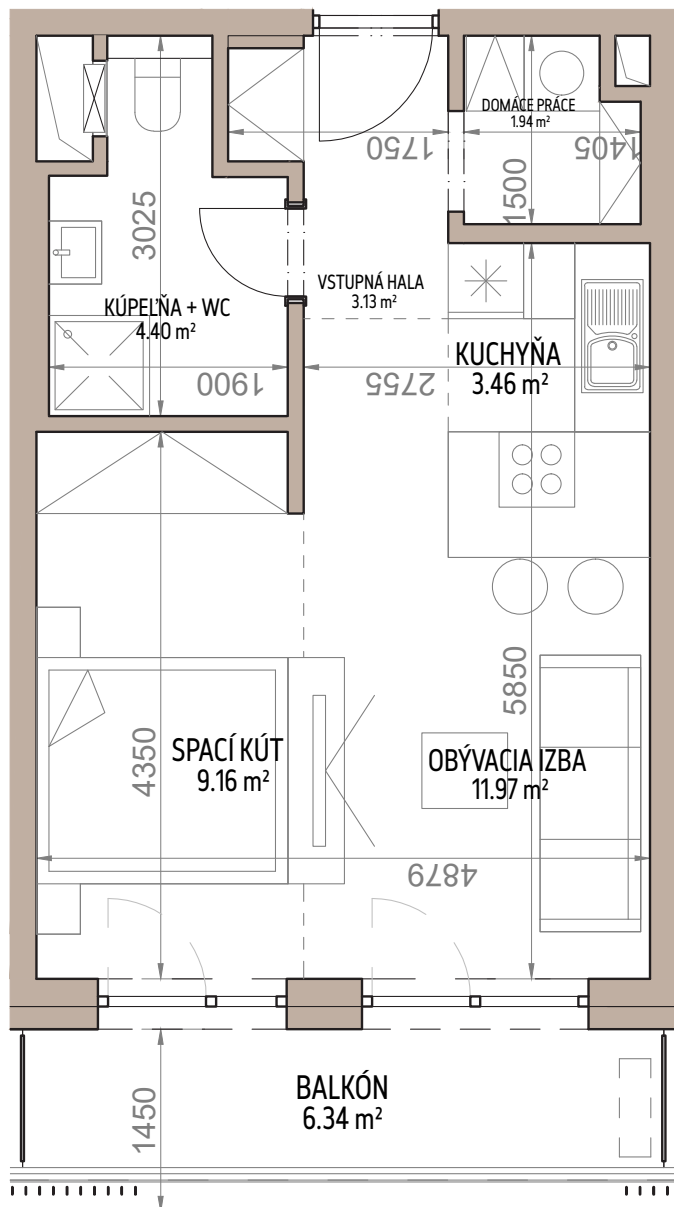 DOMÁCE PRÁCE
1.94 m²
1750
1405
3025
1500
VSTUPNÁ HALA
3.13 m²
KÚPEĽŇA + WC
4.40 m²
KUCHYŇA
3.46 m²
1900
2755
5850
4350
SPACÍ KÚT
9.16 m²
OBÝVACIA IZBA
11.97 m²
4879
BALKÓN
6.34 m²
1450